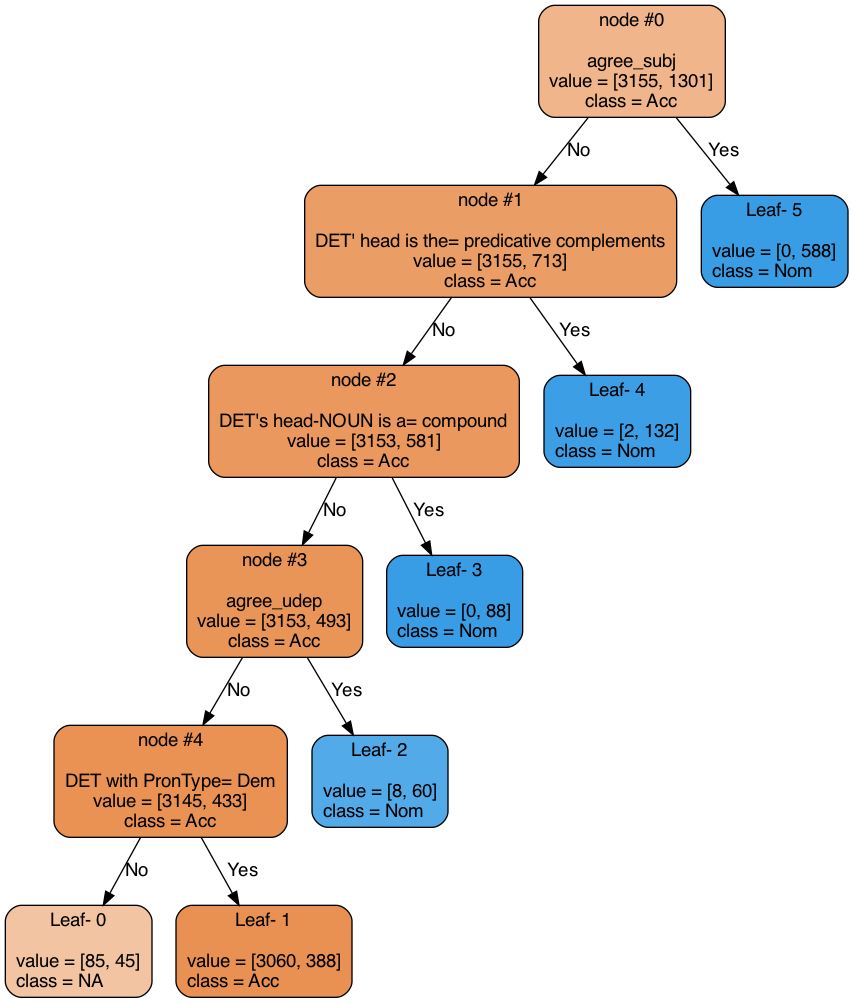 node #0
agree_subj
value = [3155, 1301]
class = Acc
No
Yes
node #1
DET' head is the= predicative complements
value = [3155, 713]
class = Acc
Leaf- 5
value = [0, 588]
class = Nom
No
Yes
node #2
DET's head-NOUN is a= compound
value = [3153, 581]
class = Acc
Leaf- 4
value = [2, 132]
class = Nom
No
Yes
node #3
agree_udep
value = [3153, 493]
class = Acc
Leaf- 3
value = [0, 88]
class = Nom
No
Yes
node #4
DET with PronType= Dem
value = [3145, 433]
class = Acc
Leaf- 2
value = [8, 60]
class = Nom
No
Yes
Leaf- 0
value = [85, 45]
class = NA
Leaf- 1
value = [3060, 388]
class = Acc